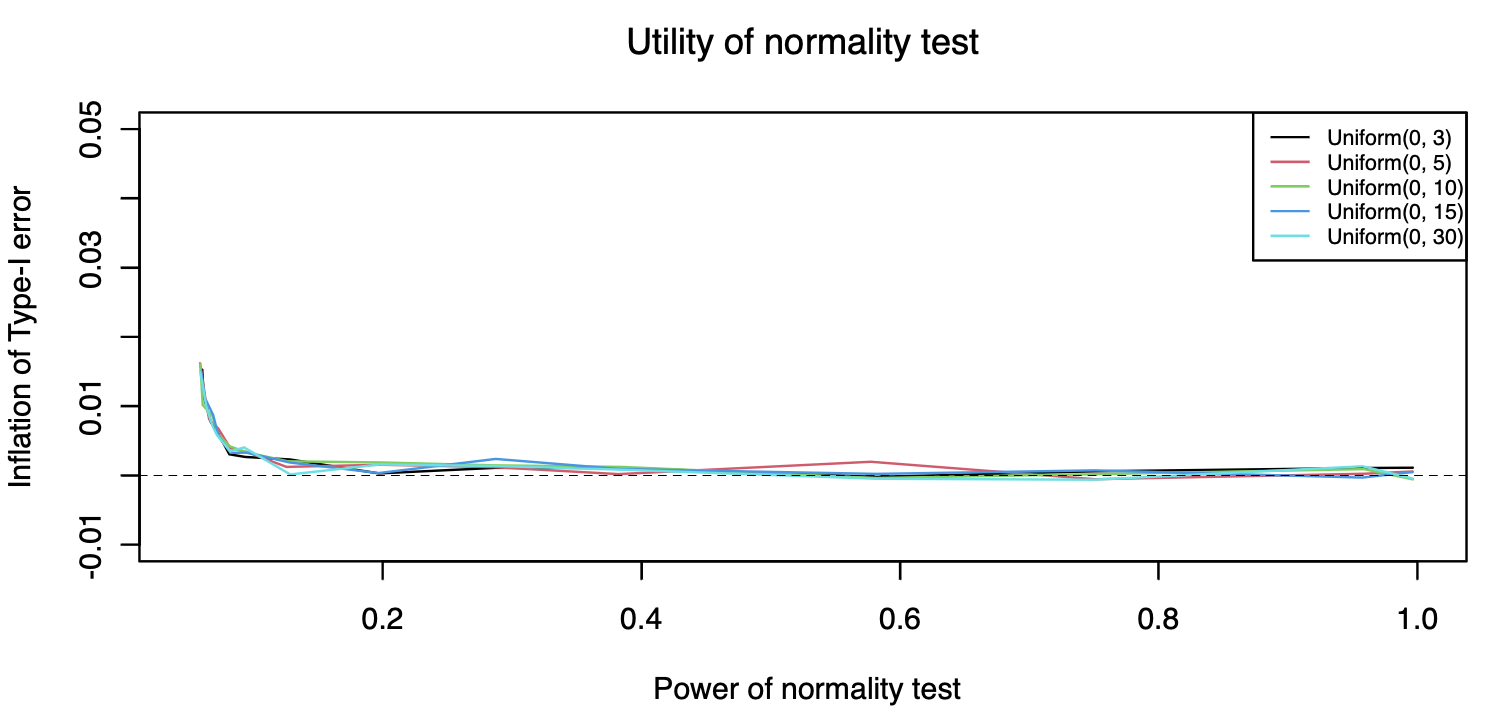 Utility of normality test
Inflation of Type-I error
0.05
0.03
0.01
-0.01
Uniform(0, 3)
Uniform(0, 5)
Uniform(0, 10)
Uniform(0, 15)
Uniform(0, 30)
0.2 0.4 0.6 0.8 1.0
Power of normality test